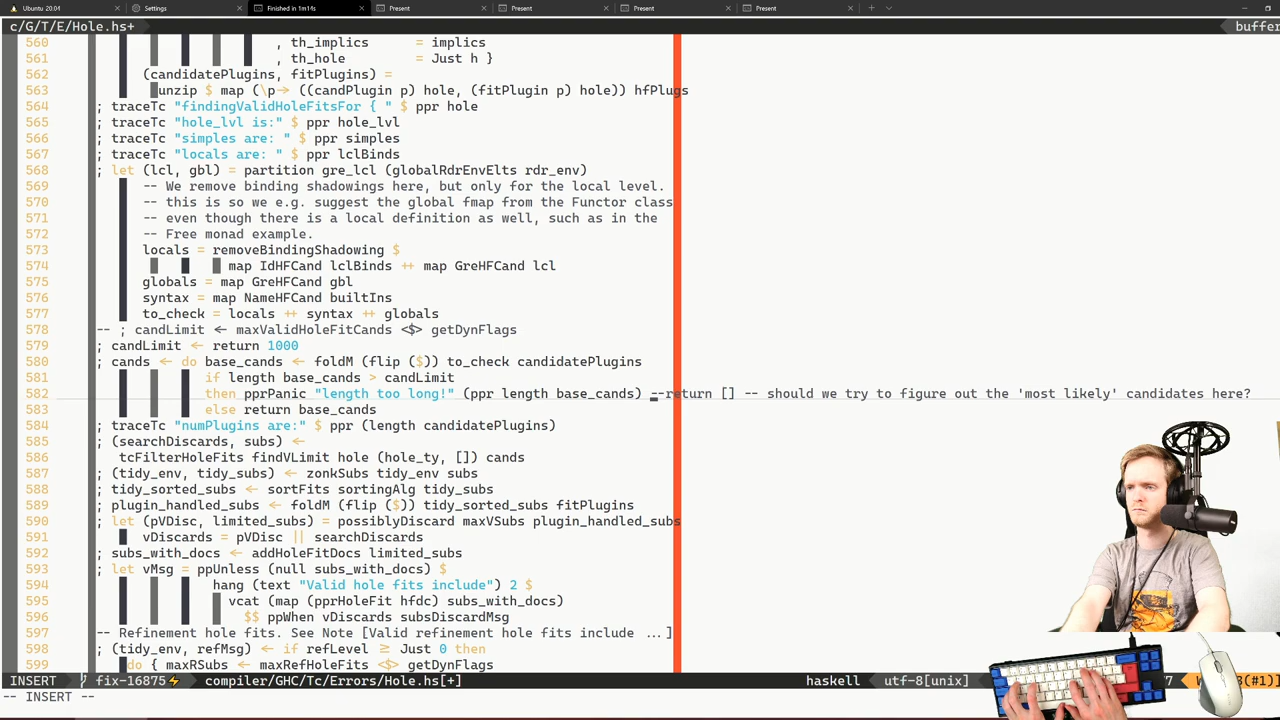 Ubuntu 20.04
Settings
Finished in 1m14s
Present
Present
Present
Present
c/G/T/E/Hole.hs+
buffer
560 , th_implics = implics
561 , th_hole = Just h }
562 (candidatePlugins, fitPlugins) =
563 unzip $ map (\p→ ((candPlugin p) hole, (fitPlugin p) hole)) hfPlugs
564 ; traceTc "findingValidHoleFitsFor { " $ ppr hole
565 ; traceTc "hole_lvl is:" $ ppr hole_lvl
566 ; traceTc "simples are: " $ ppr simples
567 ; traceTc "locals are: " $ ppr lclBinds
568 ; let (lcl, gbl) = partition gre_lcl (globalRdrEnvElts rdr_env)
569 -- We remove binding shadowings here, but only for the local level.
570 -- this is so we e.g. suggest the global fmap from the Functor class
571 -- even though there is a local definition as well, such as in the
572 -- Free monad example.
573 locals = removeBindingShadowing $
574 map IdHFCand lclBinds ++ map GreHFCand lcl
575 globals = map GreHFCand gbl
576 syntax = map NameHFCand builtIns
577 to_check = locals ++ syntax ++ globals
578 -- ; candLimit ← maxValidHoleFitCands <$> getDynFlags
579 ; candLimit ← return 1000
580 ; cands ← do base_cands ← foldM (flip ($)) to_check candidatePlugins
581 if length base_cands > candLimit
582 then pprPanic "length too long!" (ppr length base_cands) --return [] -- should we try to figure out the 'most likely' candidates here?
583 else return base_cands
584 ; traceTc "numPlugins are:" $ ppr (length candidatePlugins)
585 ; (searchDiscards, subs) ←
586 tcFilterHoleFits findVLimit hole (hole_ty, []) cands
587 ; (tidy_env, tidy_subs) ← zonkSubs tidy_env subs
588 ; tidy_sorted_subs ← sortFits sortingAlg tidy_subs
589 ; plugin_handled_subs ← foldM (flip ($)) tidy_sorted_subs fitPlugins
590 ; let (pVDisc, limited_subs) = possiblyDiscard maxVSubs plugin_handled_subs
591 vDiscards = pVDisc || searchDiscards
592 ; subs_with_docs ← addHoleFitDocs limited_subs
593 ; let vMsg = ppUnless (null subs_with_docs) $
594 hang (text "Valid hole fits include") 2 $
595 vcat (map (pprHoleFit hfdc) subs_with_docs)
596 $$ ppWhen vDiscards subsDiscardMsg
597 -- Refinement hole fits. See Note [Valid refinement hole fits include ...]
598 ; (tidy_env, refMsg) ← if refLevel ≥ Just 0 then
599 do { maxRSubs ← maxRefHoleFits <$> getDynFlags
INSERT fix-16875⚡ compiler/GHC/Tc/Errors/Hole.hs[+] haskell utf-8[unix]
-- INSERT --